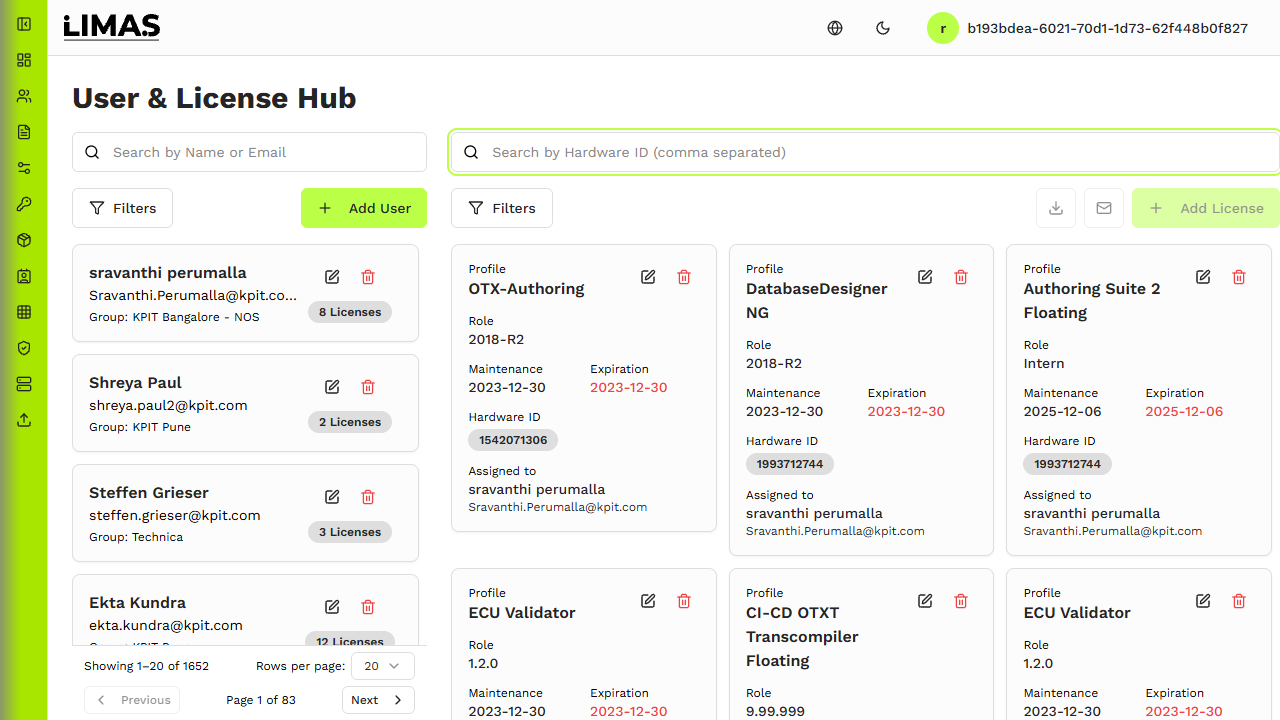 LIMAS
r
b193bdea-6021-70d1-1d73-62f448b0f827
User & License Hub
Search by Name or Email
Search by Hardware ID (comma separated)
Filters
Add User
Filters
Add License
sravanthi perumalla
Sravanthi.Perumalla@kpit.co...
Group: KPIT Bangalore - NOS
8 Licenses
Shreya Paul
shreya.paul2@kpit.com
Group: KPIT Pune
2 Licenses
Steffen Grieser
steffen.grieser@kpit.com
Group: Technica
3 Licenses
Ekta Kundra
ekta.kundra@kpit.com
12 Licenses
Showing 1–20 of 1652
Rows per page:
20
Previous
Page 1 of 83
Next
Profile
OTX-Authoring
Role
2018-R2
Maintenance
Expiration
2023-12-30
2023-12-30
Hardware ID
1542071306
Assigned to
sravanthi perumalla
Sravanthi.Perumalla@kpit.com
Profile
DatabaseDesigner
NG
Role
2018-R2
Maintenance
Expiration
2023-12-30
2023-12-30
Hardware ID
1993712744
Assigned to
sravanthi perumalla
Sravanthi.Perumalla@kpit.com
Profile
Authoring Suite 2
Floating
Role
Intern
Maintenance
Expiration
2025-12-06
2025-12-06
Hardware ID
1993712744
Assigned to
sravanthi perumalla
Sravanthi.Perumalla@kpit.com
Profile
ECU Validator
Role
1.2.0
Maintenance
Expiration
2023-12-30
2023-12-30
Profile
CI-CD OTXT
Transcompiler
Floating
Role
9.99.999
Profile
ECU Validator
Role
1.2.0
Maintenance
Expiration
2023-12-30
2023-12-30